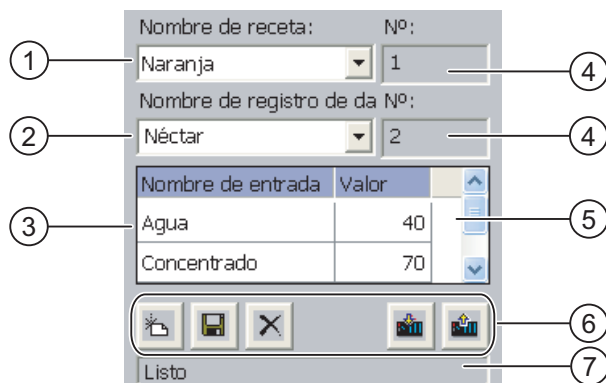 Nombre de receta: Nº:
1 Naranja 1 4
Nombre de registro de da Nº:
2 Néctar 2 4
Nombre de entrada Valor
3 Agua 40 5
Concentrado 70
6
Listo 7